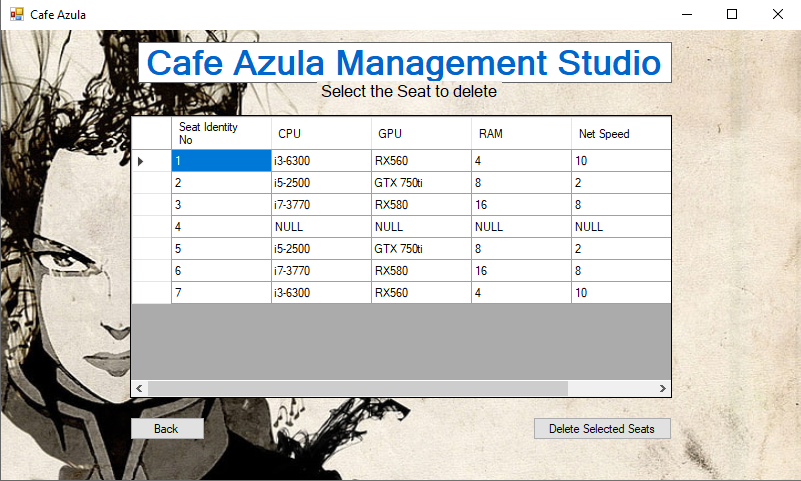 Cafe Azula
Cafe Azula Management Studio
Select the Seat to delete
Seat Identity No CPU GPU RAM Net Speed
1 i3-6300 RX560 4 10
2 i5-2500 GTX 750ti 8 2
3 i7-3770 RX580 16 8
4 NULL NULL NULL NULL
5 i5-2500 GTX 750ti 8 2
6 i7-3770 RX580 16 8
7 i3-6300 RX560 4 10
Back Delete Selected Seats